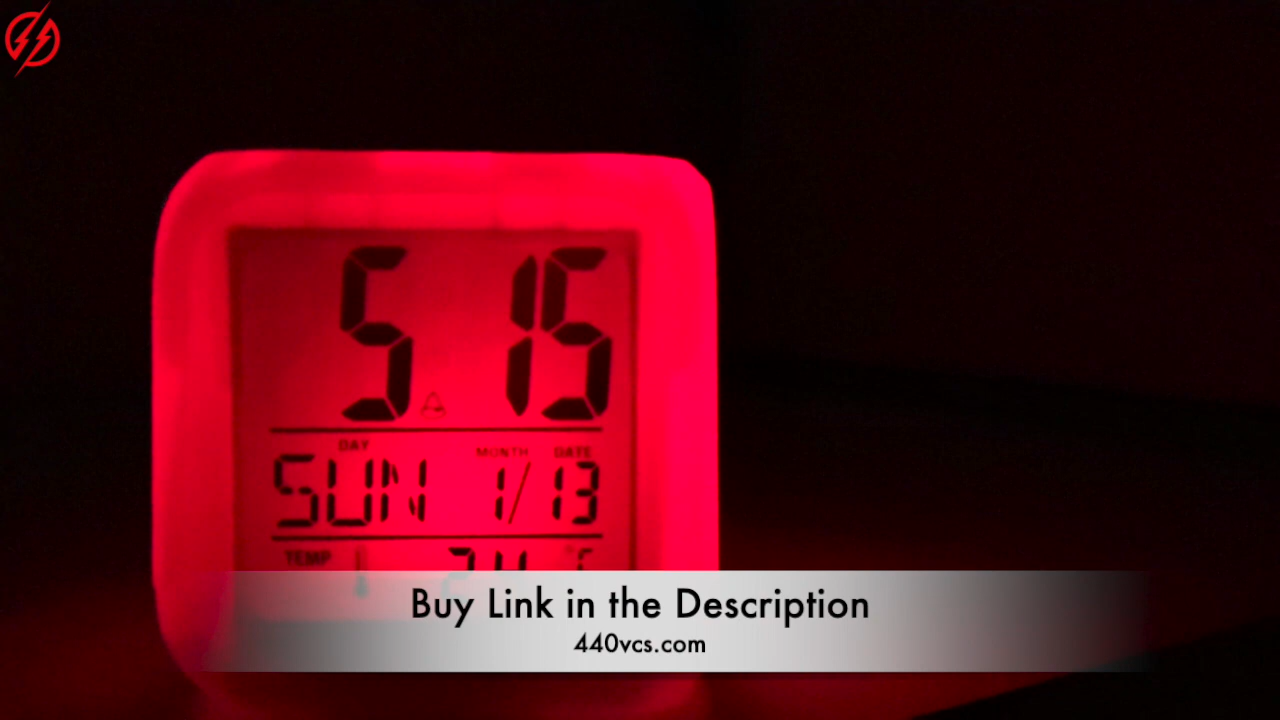 5 15
DAY MONTH DATE
SUN 1/13
TEMP
Buy Link in the Description
440vcs.com